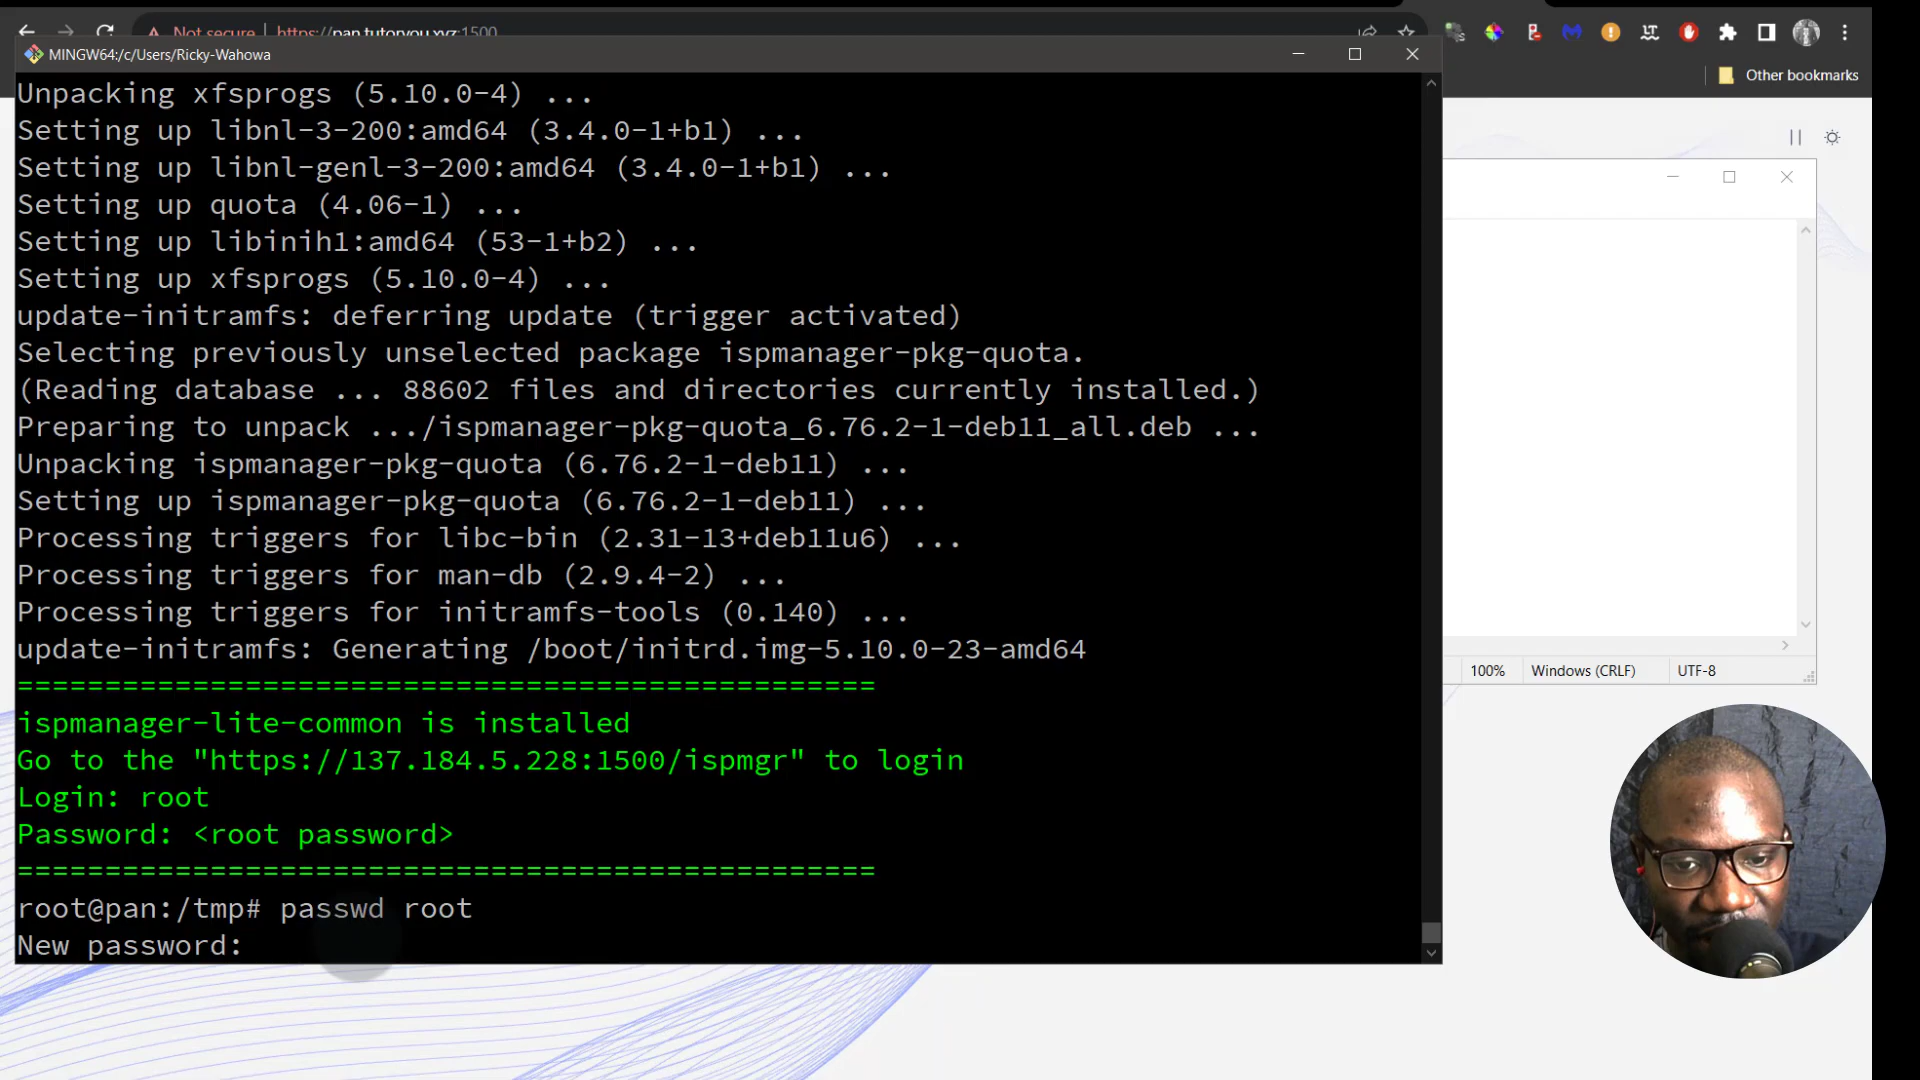 Not secure | https://pan.tutoryou.xyz:1500
MINGW64:/c/Users/Ricky-Wahowa
Other bookmarks
Unpacking xfsprogs (5.10.0-4) ...
Setting up libnl-3-200:amd64 (3.4.0-1+b1) ...
Setting up libnl-genl-3-200:amd64 (3.4.0-1+b1) ...
Setting up quota (4.06-1) ...
Setting up libinih1:amd64 (53-1+b2) ...
Setting up xfsprogs (5.10.0-4) ...
update-initramfs: deferring update (trigger activated)
Selecting previously unselected package ispmanager-pkg-quota.
(Reading database ... 88602 files and directories currently installed.)
Preparing to unpack .../ispmanager-pkg-quota_6.76.2-1-deb11_all.deb ...
Unpacking ispmanager-pkg-quota (6.76.2-1-deb11) ...
Setting up ispmanager-pkg-quota (6.76.2-1-deb11) ...
Processing triggers for libc-bin (2.31-13+deb11u6) ...
Processing triggers for man-db (2.9.4-2) ...
Processing triggers for initramfs-tools (0.140) ...
update-initramfs: Generating /boot/initrd.img-5.10.0-23-amd64
=================================================
ispmanager-lite-common is installed
Go to the "https://137.184.5.228:1500/ispmgr" to login
Login: root
Password: <root password>
=================================================
root@pan:/tmp# passwd root
New password:
100%
Windows (CRLF)
UTF-8